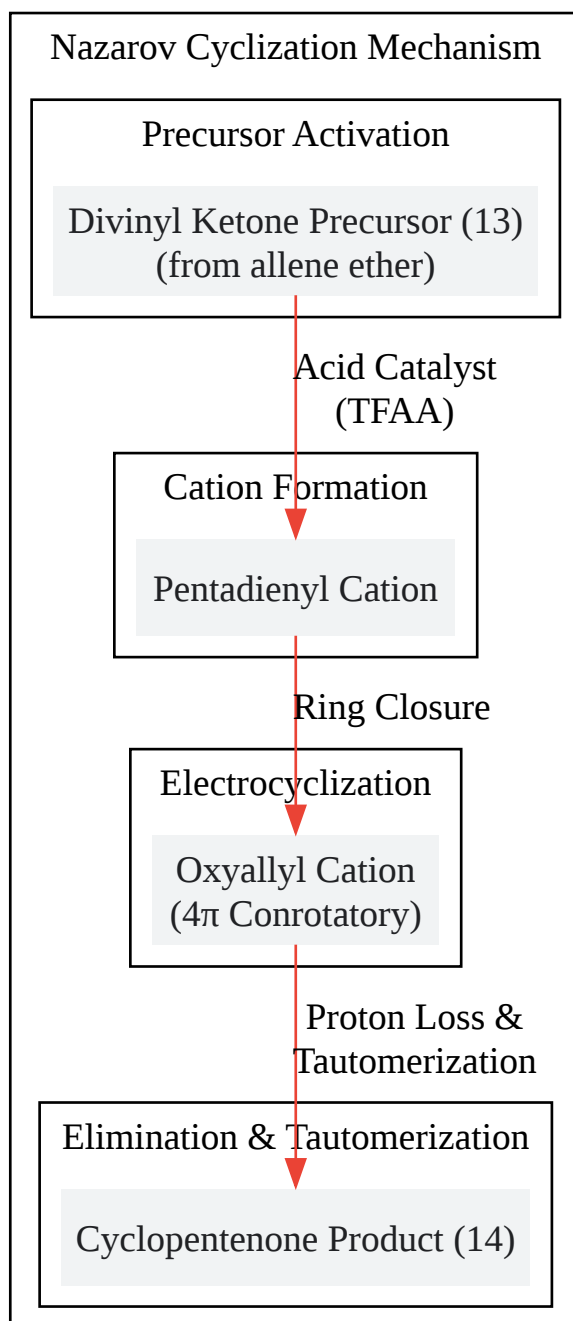 Nazarov Cyclization Mechanism
Precursor Activation
Divinyl Ketone Precursor (13)
(from allene ether)
Acid Catalyst
(TFAA)
Cation Formation
Pentadienyl Cation
Ring Closure
Electrocyclization
Oxyallyl Cation
(4π Conrotatory)
Proton Loss &
Tautomerization
Elimination & Tautomerization
Cyclopentenone Product (14)